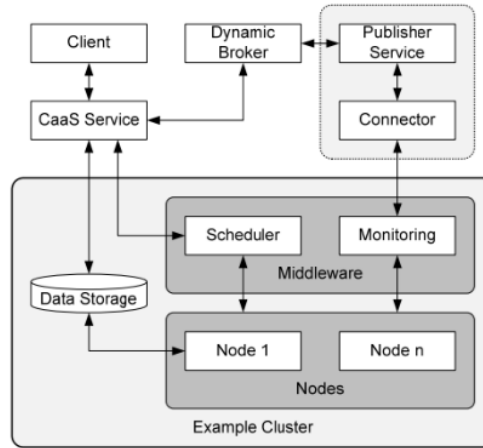 Client
Dynamic
Broker
Publisher
Service
CaaS Service
Connector
Scheduler
Monitoring
Middleware
Data Storage
Node 1
Node n
Nodes
Example Cluster